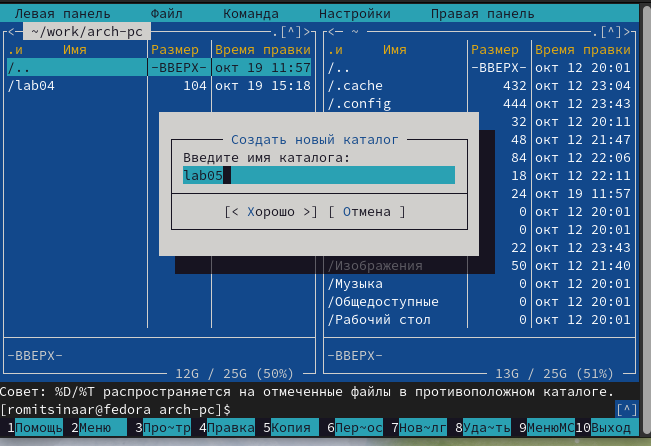 Левая панель Файл Команда Настройки Правая панель
<─ ~/work/arch-pc .[^]> <─ ~ .[^]>
.и Имя Размер Время правки .и Имя Размер Время правки
/.. -ВВЕРХ- окт 19 11:57 /.. -ВВЕРХ- окт 12 20:01
/lab04 104 окт 19 15:18 /.cache 432 окт 12 23:04
/.config 444 окт 12 23:43
32 окт 12 20:11
Создать новый каталог 48 окт 12 21:47
Введите имя каталога: 84 окт 12 22:06
lab05 18 окт 12 22:11
24 окт 19 11:57
0 окт 12 20:01
[< Хорошо >] [ Отмена ] 0 окт 12 20:01
22 окт 12 23:43
/Изображения 50 окт 12 21:40
/Музыка 0 окт 12 20:01
/Общедоступные 0 окт 12 20:01
/Рабочий стол 0 окт 12 20:01
-ВВЕРХ- -ВВЕРХ-
12G / 25G (50%) 13G / 25G (51%)
Совет: %D/%T распространяется на отмеченные файлы в противоположном каталоге.
[romitsinaar@fedora arch-pc]$ [^]
1Помощь 2Меню 3Про~тр 4Правка 5Копия 6Пер~ос 7Нов~лг 8Уда~ть 9МенюMC 10Выход